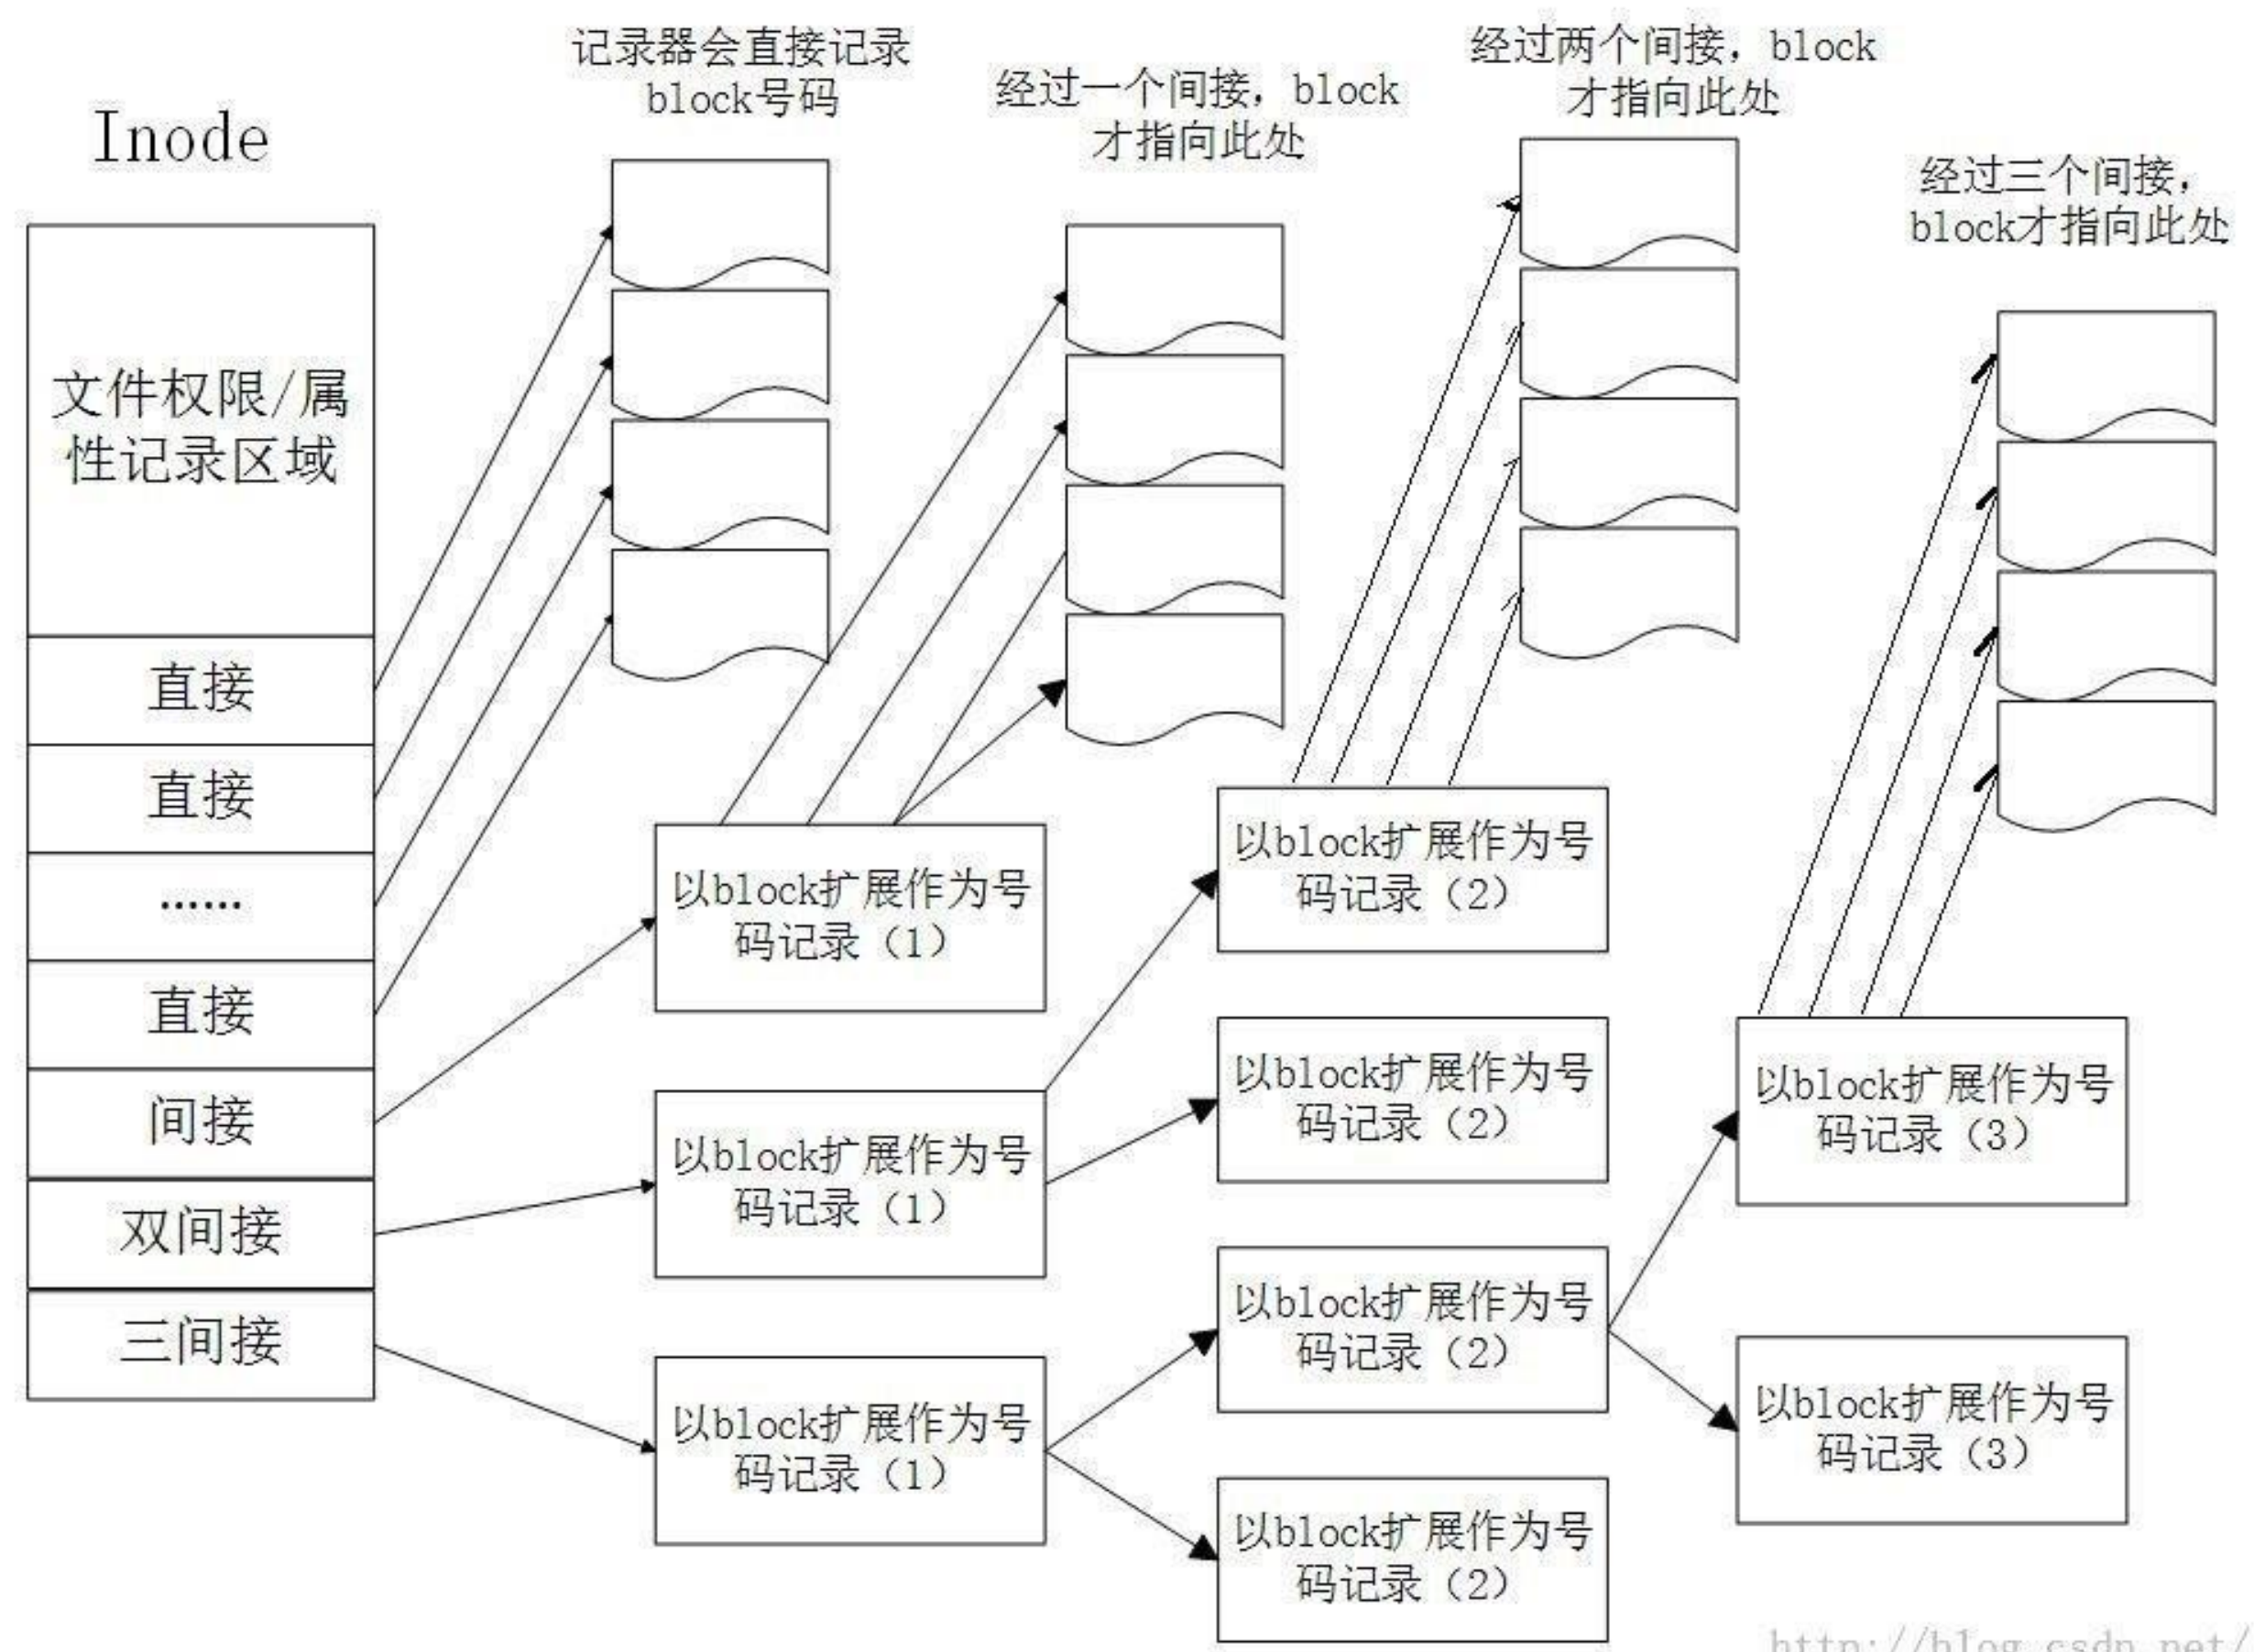 记录器会直接记录
block号码
经过一个间接，block
才指向此处
经过两个间接，block
才指向此处
经过三个间接，
block才指向此处
Inode
文件权限/属
性记录区域
直接
直接
......
直接
间接
双间接
三间接
以block扩展作为号
码记录（1）
以block扩展作为号
码记录（1）
以block扩展作为号
码记录（1）
以block扩展作为号
码记录（2）
以block扩展作为号
码记录（2）
以block扩展作为号
码记录（2）
以block扩展作为号
码记录（2）
以block扩展作为号
码记录（3）
以block扩展作为号
码记录（3）
http://blog.csdn.net/